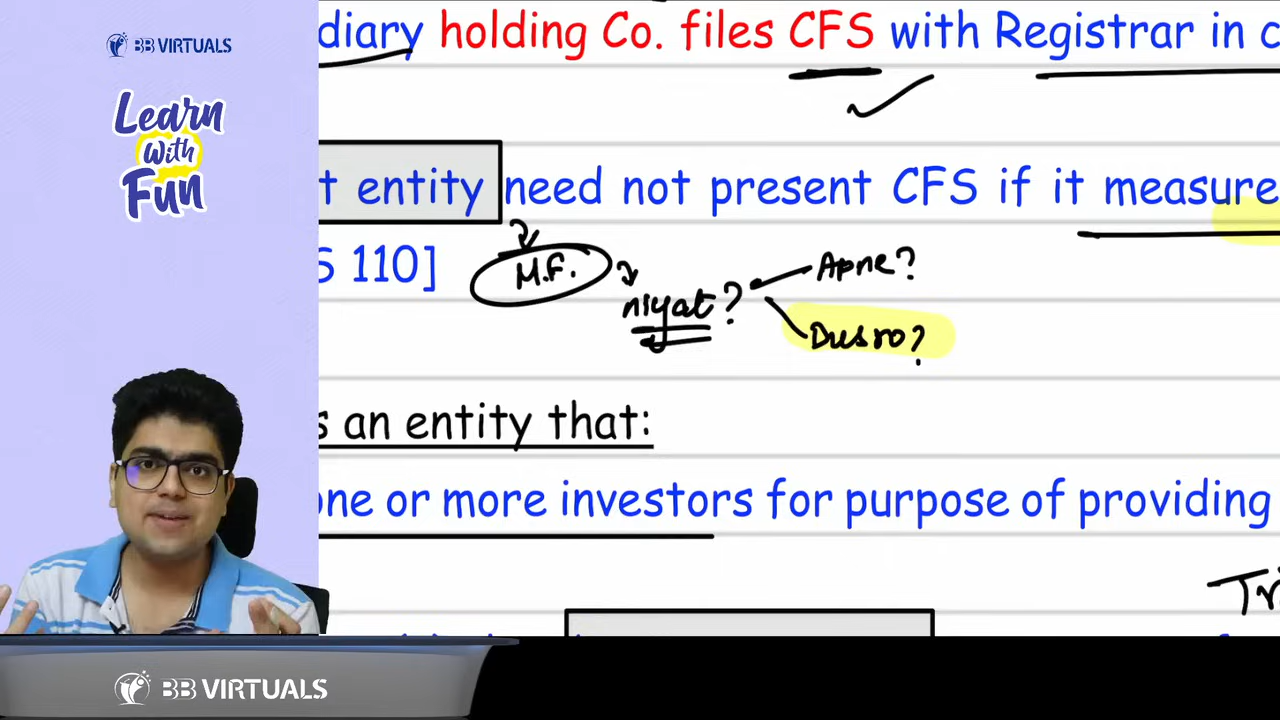 BB VIRTUALS
Learn
With
Fun
diary holding Co. files CFS with Registrar in c
t entity need not present CFS if it measure
S 110]
M.F.
niyat?
Apne?
Dusro?
s an entity that:
one or more investors for purpose of providing
BB VIRTUALS